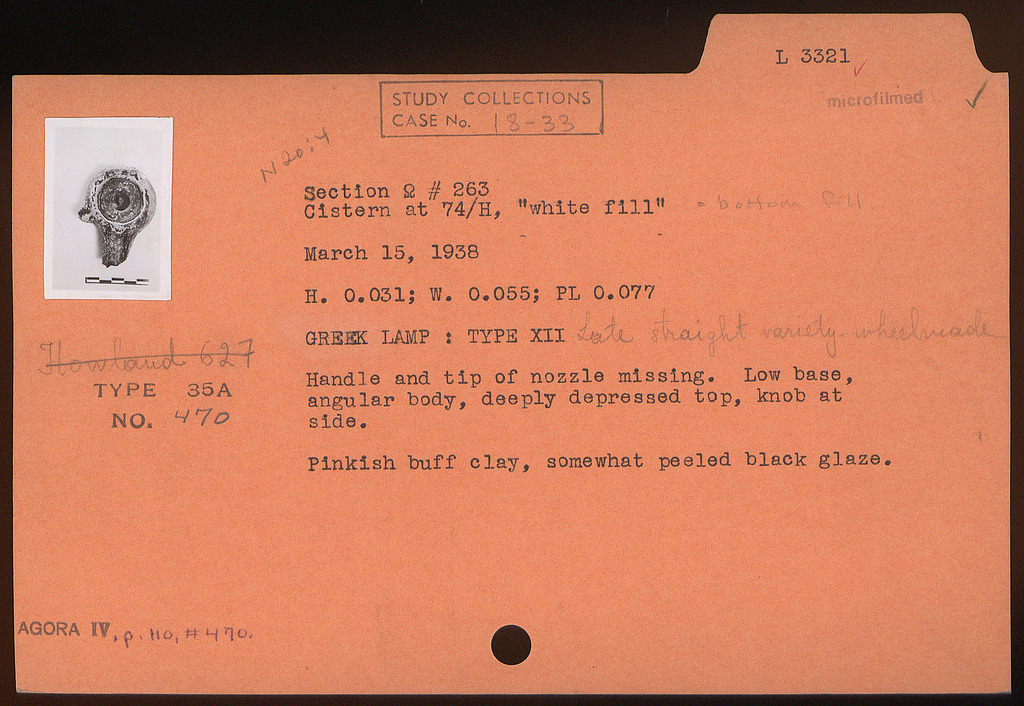 L 3321
microfilmed
STUDY COLLECTIONS
CASE No. 18-33
N 20:4
Section Ω # 263
Cistern at 74/H, "white fill" = bottom fill
March 15, 1938
H. 0.031; W. 0.055; PL 0.077
GREEK LAMP : TYPE XII Late straight variety - wheelmade
Howland 627
TYPE 35A
NO. 470
Handle and tip of nozzle missing. Low base,
angular body, deeply depressed top, knob at
side.
Pinkish buff clay, somewhat peeled black glaze.
AGORA IV, p. 110, #470.